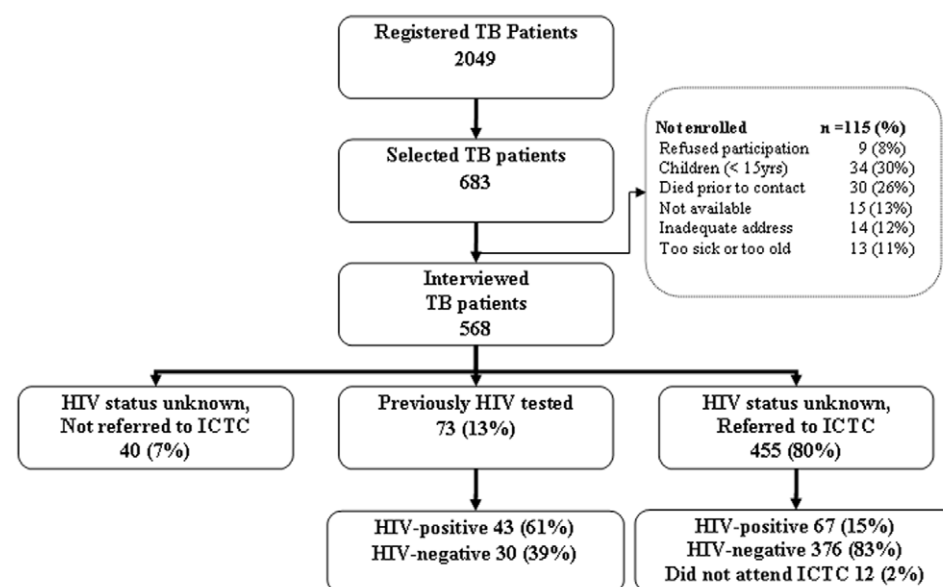 Registered TB Patients
2049
Not enrolled n =115 (%)
Refused participation 9 (8%)
Children (< 15yrs) 34 (30%)
Died prior to contact 30 (26%)
Not available 15 (13%)
Inadequate address 14 (12%)
Too sick or too old 13 (11%)
Selected TB patients
683
Interviewed
TB patients
568
HIV status unknown,
Not referred to ICTC
40 (7%)
Previously HIV tested
73 (13%)
HIV status unknown,
Referred to ICTC
455 (80%)
HIV-positive 43 (61%)
HIV-negative 30 (39%)
HIV-positive 67 (15%)
HIV-negative 376 (83%)
Did not attend ICTC 12 (2%)